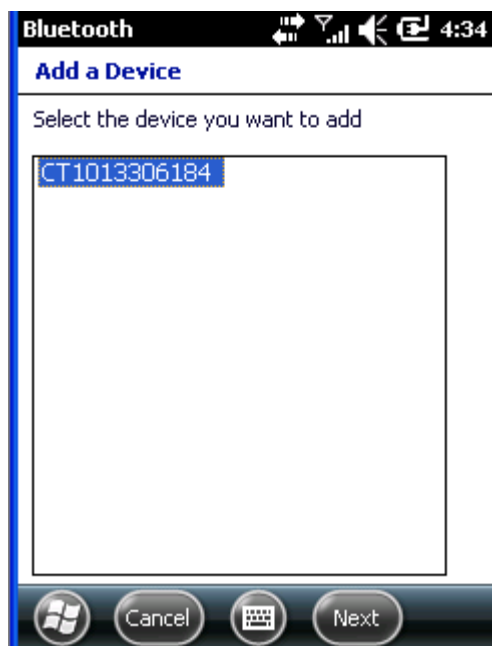 Bluetooth 4:34
Add a Device
Select the device you want to add
CT1013306184
Cancel Next